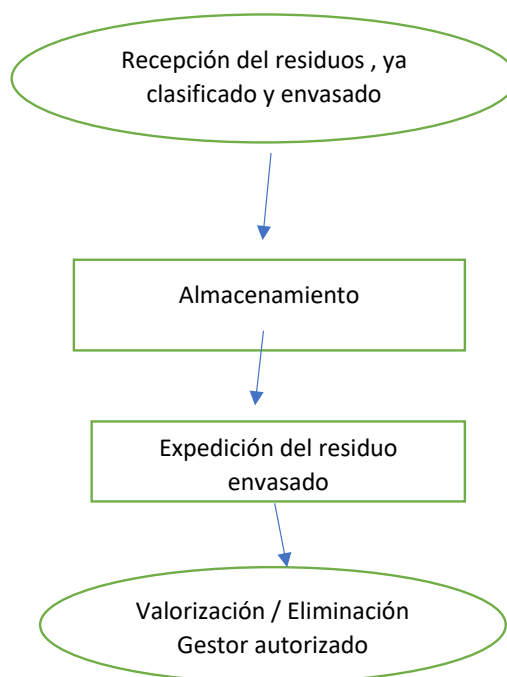 Recepción del residuos , ya
clasificado y envasado
Almacenamiento
Expedición del residuo
envasado
Valorización / Eliminación
Gestor autorizado